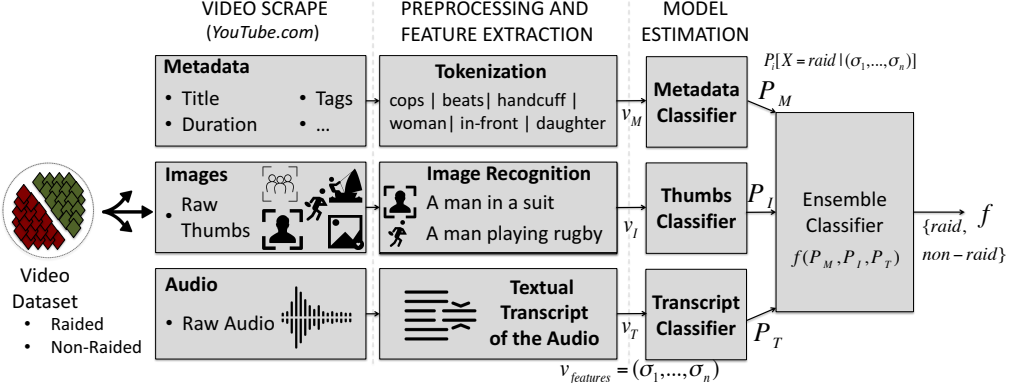 VIDEO SCRAPE
(YouTube.com)
PREPROCESSING AND
FEATURE EXTRACTION
MODEL
ESTIMATION
Metadata
• Title
• Duration
• Tags
• …
Tokenization
cops | beats| handcuff |
woman| in-front | daughter
v_M
Metadata
Classifier
P_i[X = raid | (σ_1,...,σ_n)]
P_M
Images
• Raw
Thumbs
Image Recognition
A man in a suit
A man playing rugby
v_I
Thumbs
Classifier
P_I
Ensemble
Classifier
f(P_M, P_I, P_T)
f
{raid,
non − raid}
Video
Dataset
• Raided
• Non-Raided
Audio
• Raw Audio
Textual
Transcript
of the Audio
v_T
Transcript
Classifier
P_T
v_features = (σ_1,...,σ_n)